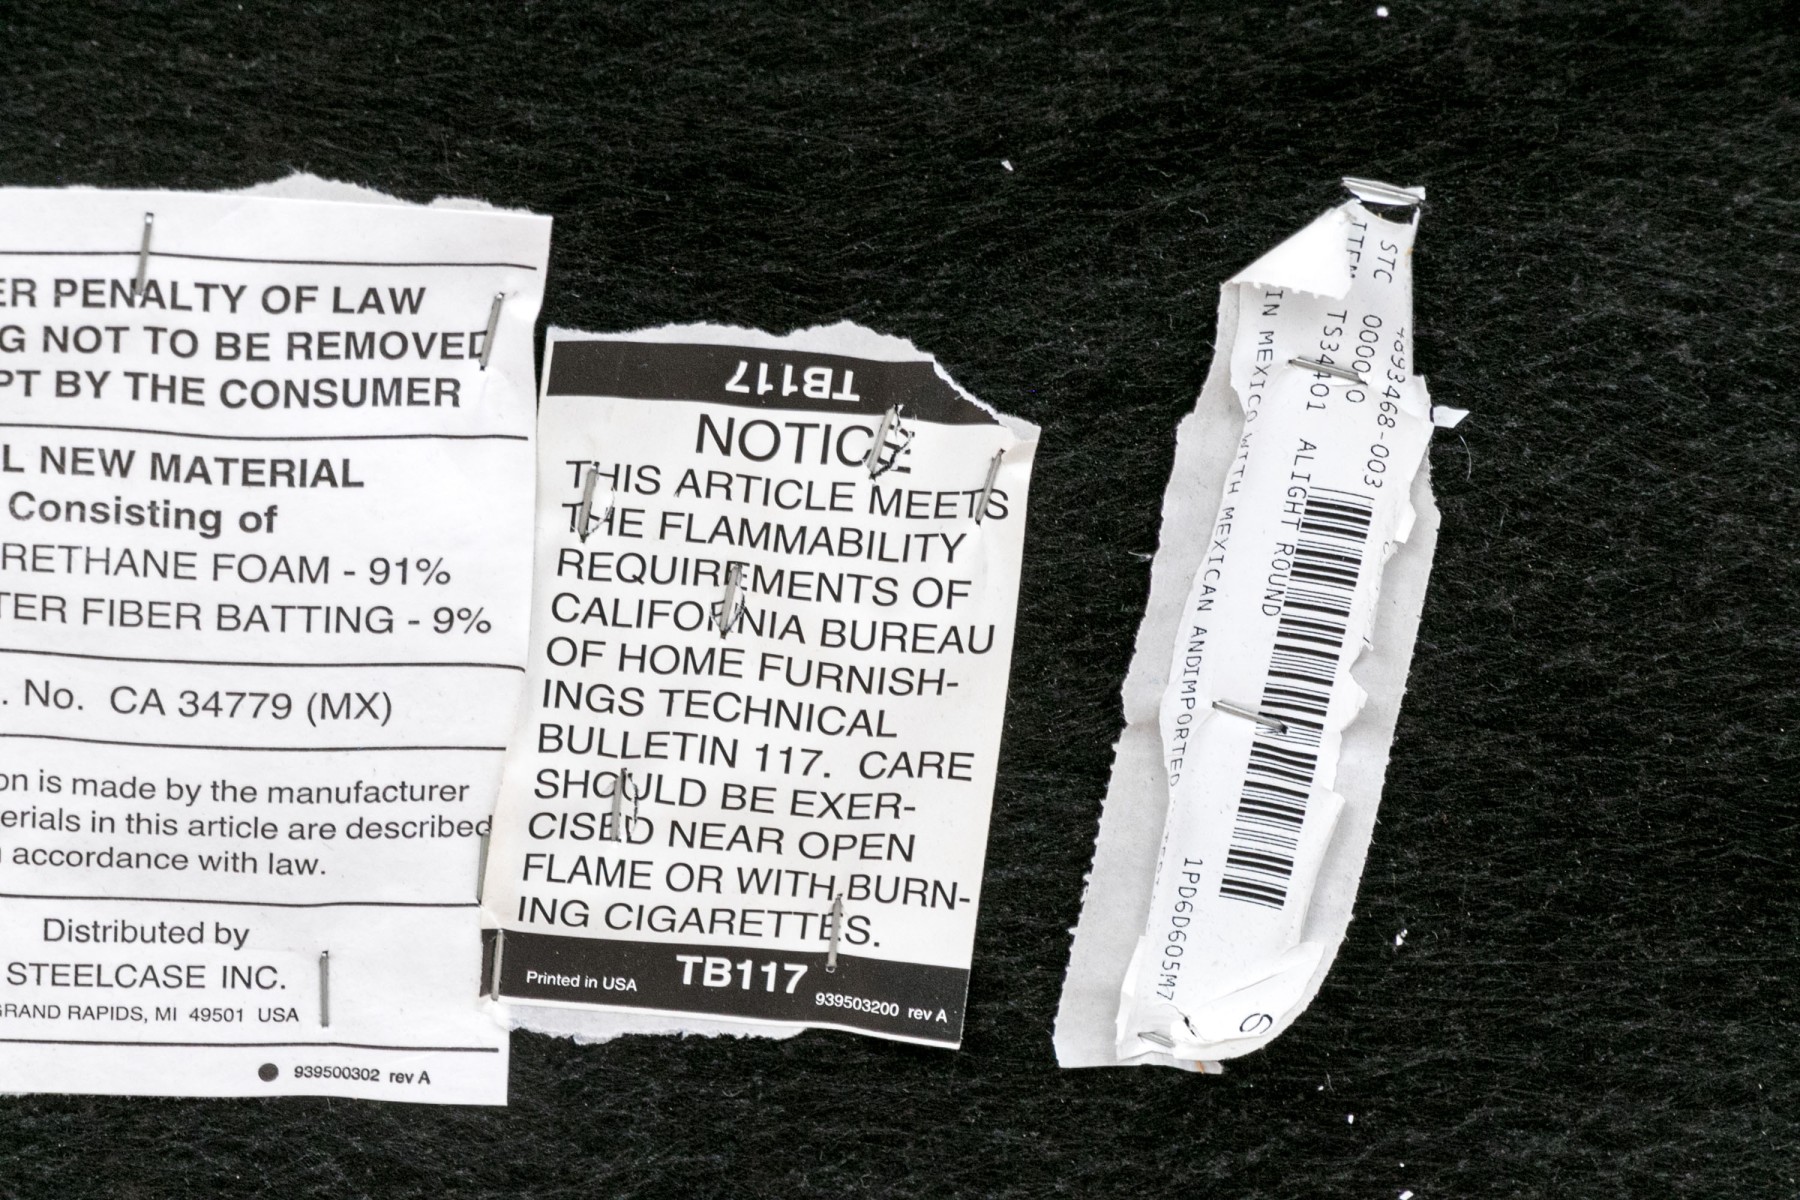 ER PENALTY OF LAW
G NOT TO BE REMOVED
PT BY THE CONSUMER
L NEW MATERIAL
Consisting of
RETHANE FOAM - 91%
TER FIBER BATTING - 9%
. No. CA 34779 (MX)
on is made by the manufacturer
erials in this article are described
accordance with law.
Distributed by
STEELCASE INC.
GRAND RAPIDS, MI 49501 USA
939500302 rev A
TB117
NOTICE
THIS ARTICLE MEETS
THE FLAMMABILITY
REQUIREMENTS OF
CALIFORNIA BUREAU
OF HOME FURNISH-
INGS TECHNICAL
BULLETIN 117. CARE
SHOULD BE EXER-
CISED NEAR OPEN
FLAME OR WITH BURN-
ING CIGARETTES.
Printed in USA TB117 939503200 rev A
STC
ITEM TS34401 ALIGHT ROUND
IN MEXICO WITH MEXICAN ANDIMPORTED
1PD6D605M7
6